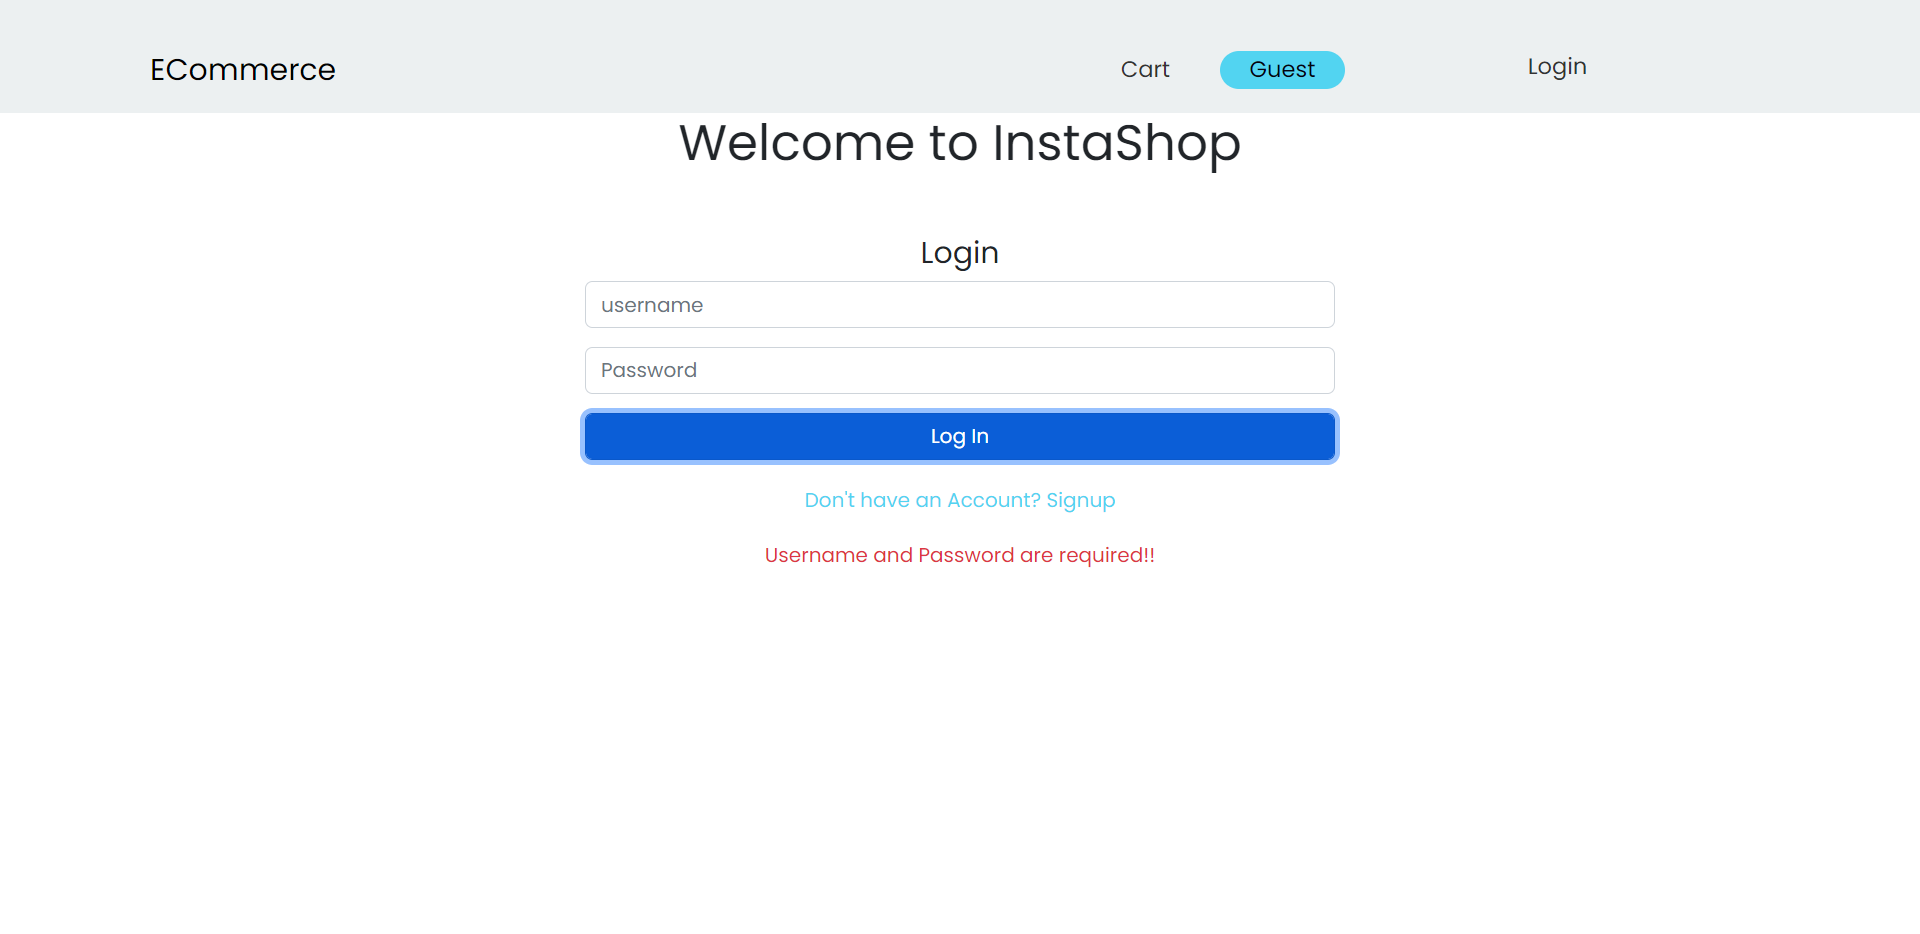 ECommerce Cart Guest Login
Welcome to InstaShop
Login
username
Password
Log In
Don't have an Account? Signup
Username and Password are required!!